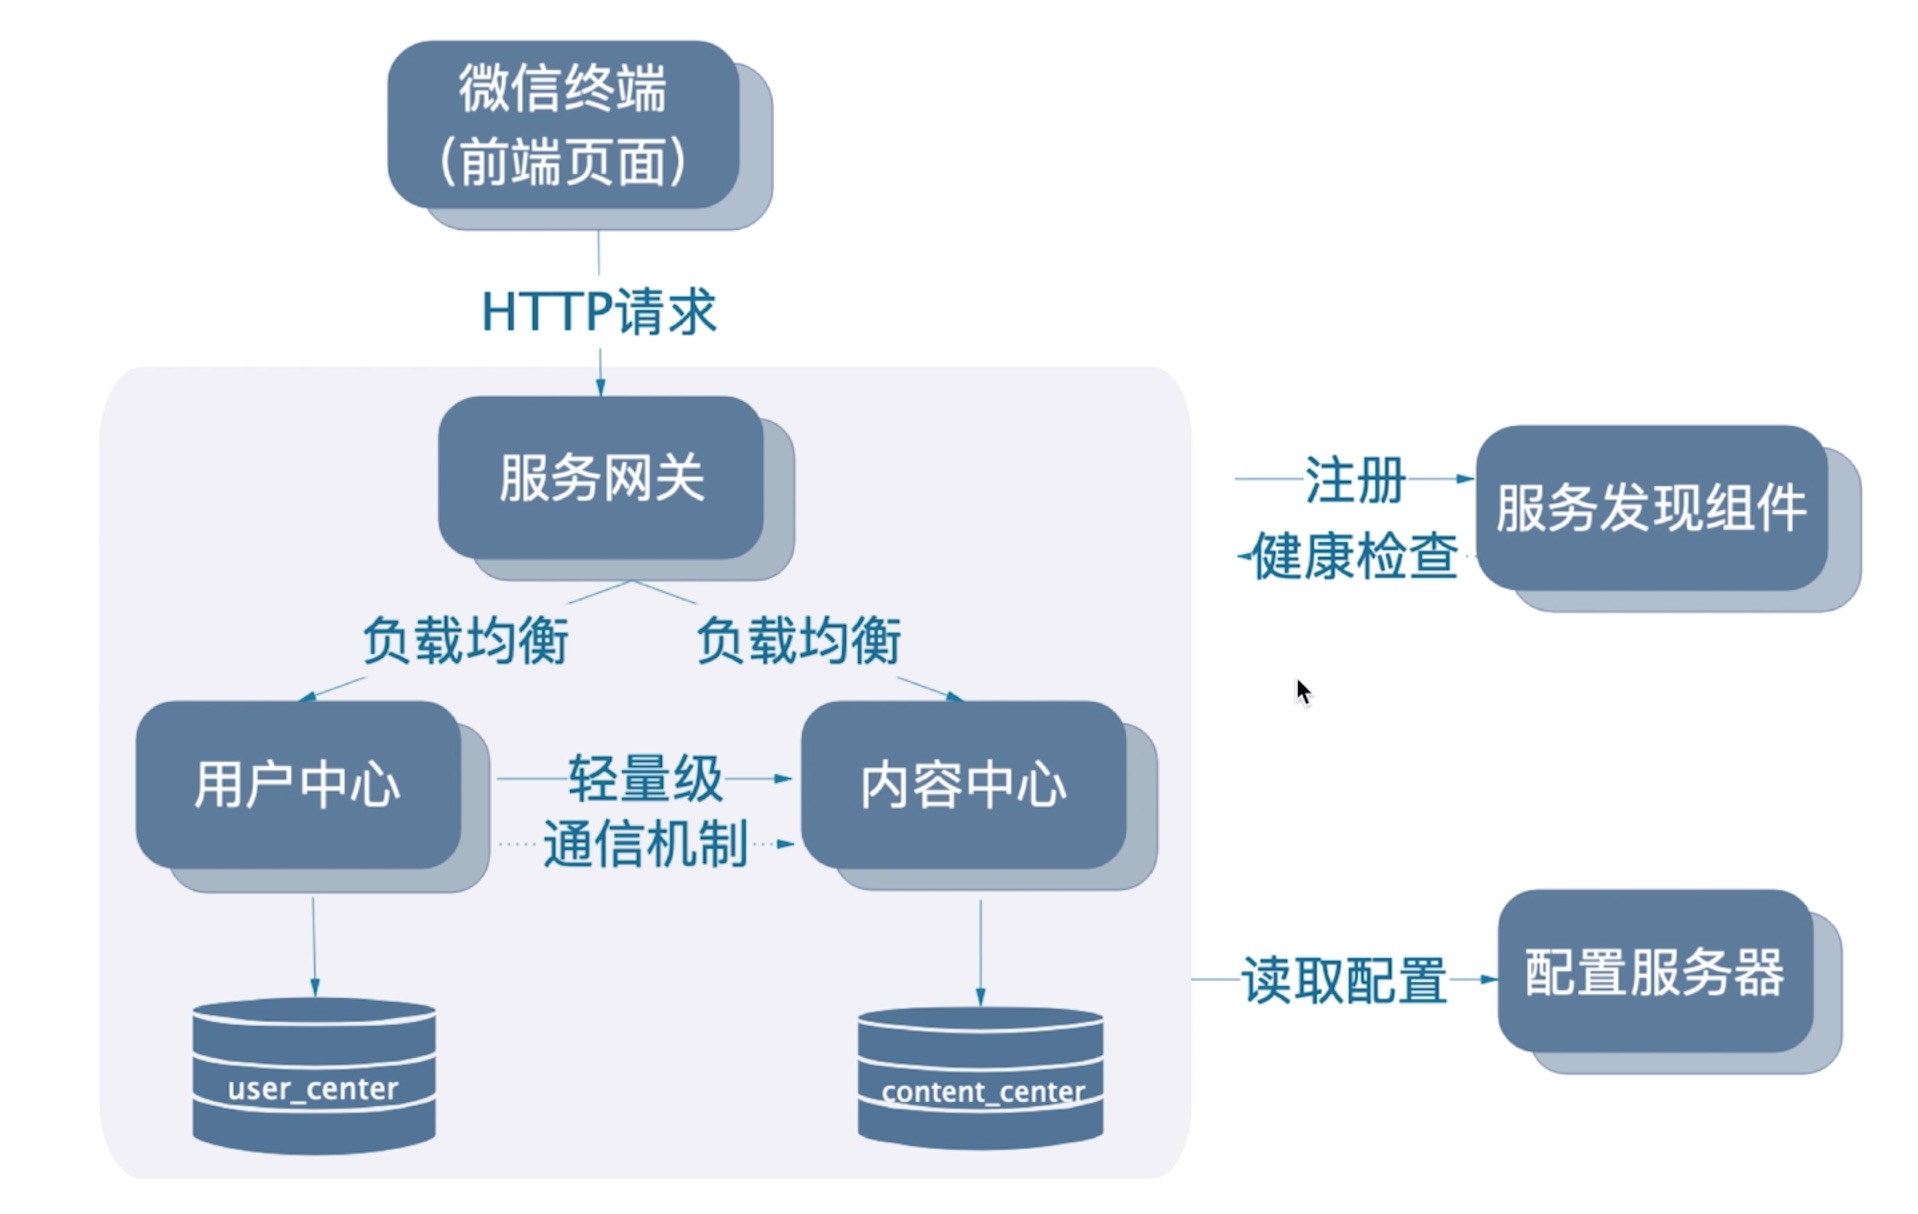 微信终端
(前端页面)
HTTP请求
服务网关
注册
服务发现组件
健康检查
负载均衡
负载均衡
用户中心
轻量级
通信机制
内容中心
读取配置
配置服务器
user_center
content_center